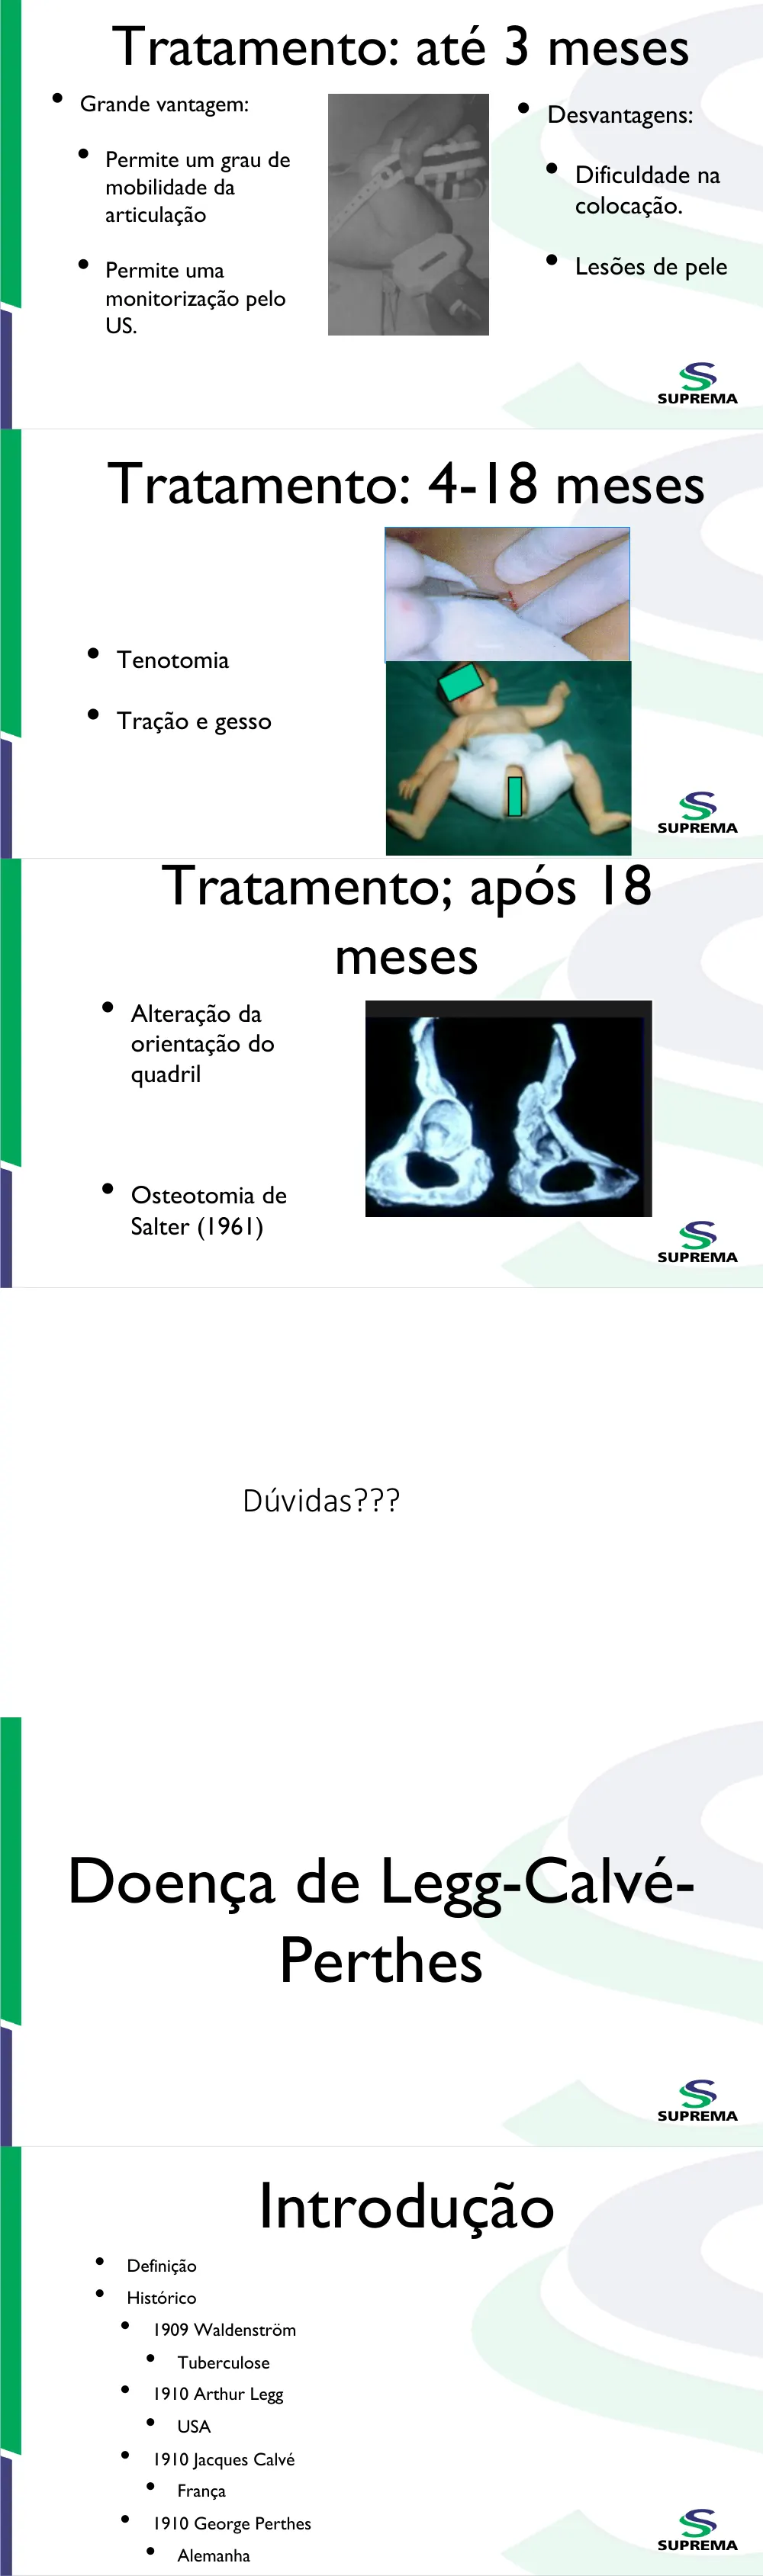 Tratamento: até 3 meses
• Grande vantagem:
• Permite um grau de
mobilidade da
articulação
• Permite uma
monitorização pelo
US.
• Desvantagens:
• Dificuldade na
colocação.
• Lesões de pele
SUPREMA
Tratamento: 4-18 meses
• Tenotomia
• Tração e gesso
SUPREMA
Tratamento; após 18
meses
• Alteração da
orientação do
quadril
• Osteotomia de
Salter (1961)
SUPREMA
Dúvidas???
Doença de Legg-Calvé-
Perthes
SUPREMA
Introdução
• Definição
• Histórico
• 1909 Waldenström
• Tuberculose
• 1910 Arthur Legg
• USA
• 1910 Jacques Calvé
• França
• 1910 George Perthes
• Alemanha
SUPREMA